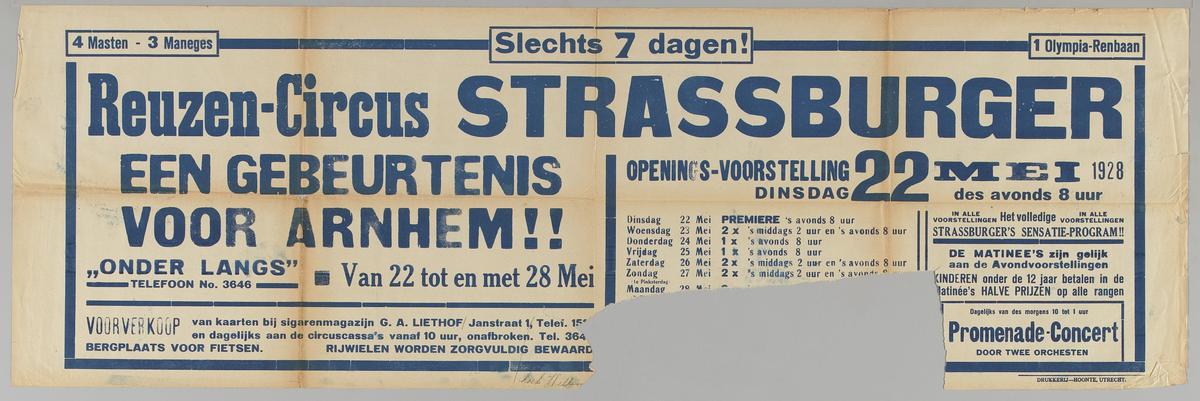 4 Masten - 3 Maneges
Slechts 7 dagen!
1 Olympia-Renbaan
Reuzen-Circus STRASSBURGER
EEN GEBEURTENIS
VOOR ARNHEM!!
„ONDER LANGS”
TELEFOON No. 3646
Van 22 tot en met 28 Mei
VOORVERKOOP van kaarten bij sigarenmagazijn G. A. LIETHOF/ Janstraat 1, Telef.
en dagelijks aan de circuscassa's vanaf 10 uur, onafbroken. Tel.
BERGPLAATS VOOR FIETSEN. RIJWIELEN WORDEN ZORGVULDIG BEWAARD
OPENINGS-VOORSTELLING
DINSDAG 22 MEI 1928
des avonds 8 uur
Dinsdag 22 Mei PREMIERE 's avonds 8 uur
Woensdag 23 Mei 2 x 's middags 2 uur en 's avonds 8 uur
Donderdag 24 Mei 1 x 's avonds 8 uur
Vrijdag 25 Mei 1 x 's avonds 8 uur
Zaterdag 26 Mei 2 x 's middags 2 uur en 's avonds 8 uur
Zondag 27 Mei 2 x 's middags 2 uur en
1e Pinksterdag
Maandag
IN ALLE VOORSTELLINGEN Het volledige IN ALLE VOORSTELLINGEN
STRASSBURGER'S SENSATIE-PROGRAM!!
DE MATINEE'S zijn gelijk
aan de Avondvoorstellingen
KINDEREN onder de 12 jaar betalen in de
Matinée's HALVE PRIJZEN op alle rangen
Dagelijks van des morgens 10 tot 1 uur
Promenade-Concert
DOOR TWEE ORCHESTEN
DRUKKERIJ—HOONTE, UTRECHT.